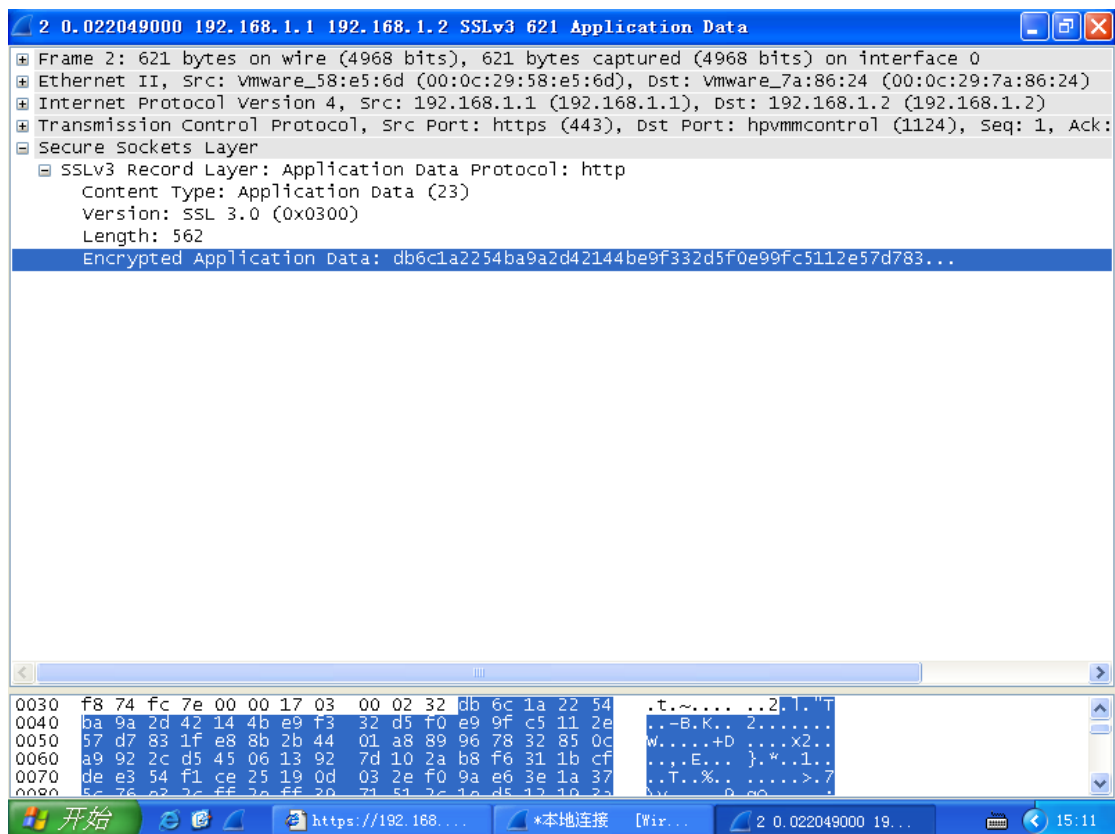 2 0.022049000 192.168.1.1 192.168.1.2 SSLv3 621 Application Data
Frame 2: 621 bytes on wire (4968 bits), 621 bytes captured (4968 bits) on interface 0
Ethernet II, Src: Vmware_58:e5:6d (00:0c:29:58:e5:6d), Dst: Vmware_7a:86:24 (00:0c:29:7a:86:24)
Internet Protocol Version 4, Src: 192.168.1.1 (192.168.1.1), Dst: 192.168.1.2 (192.168.1.2)
Transmission Control Protocol, Src Port: https (443), Dst Port: hpvmmcontrol (1124), Seq: 1, Ack:
Secure Sockets Layer
SSLv3 Record Layer: Application Data Protocol: http
Content Type: Application Data (23)
Version: SSL 3.0 (0x0300)
Length: 562
Encrypted Application Data: db6c1a2254ba9a2d42144be9f332d5f0e99fc5112e57d783...
0030 f8 74 fc 7e 00 00 17 03 00 02 32 db 6c 1a 22 54 .t.~.... ..2.l."T
0040 ba 9a 2d 42 14 4b e9 f3 32 d5 f0 e9 9f c5 11 2e ..-B.K.. 2.......
0050 57 d7 83 1f e8 8b 2b 44 01 a8 89 96 78 32 85 0c W.....+D ....x2..
0060 a9 92 2c d5 45 06 13 92 7d 10 2a b8 f6 31 1b cf ..,.E... }.*..1..
0070 de e3 54 f1 ce 25 19 0d 03 2e f0 9a e6 3e 1a 37 ..T..%.. .....>.7
开始 https://192.168.... *本地连接 [Wir... 2 0.022049000 19... 15:11